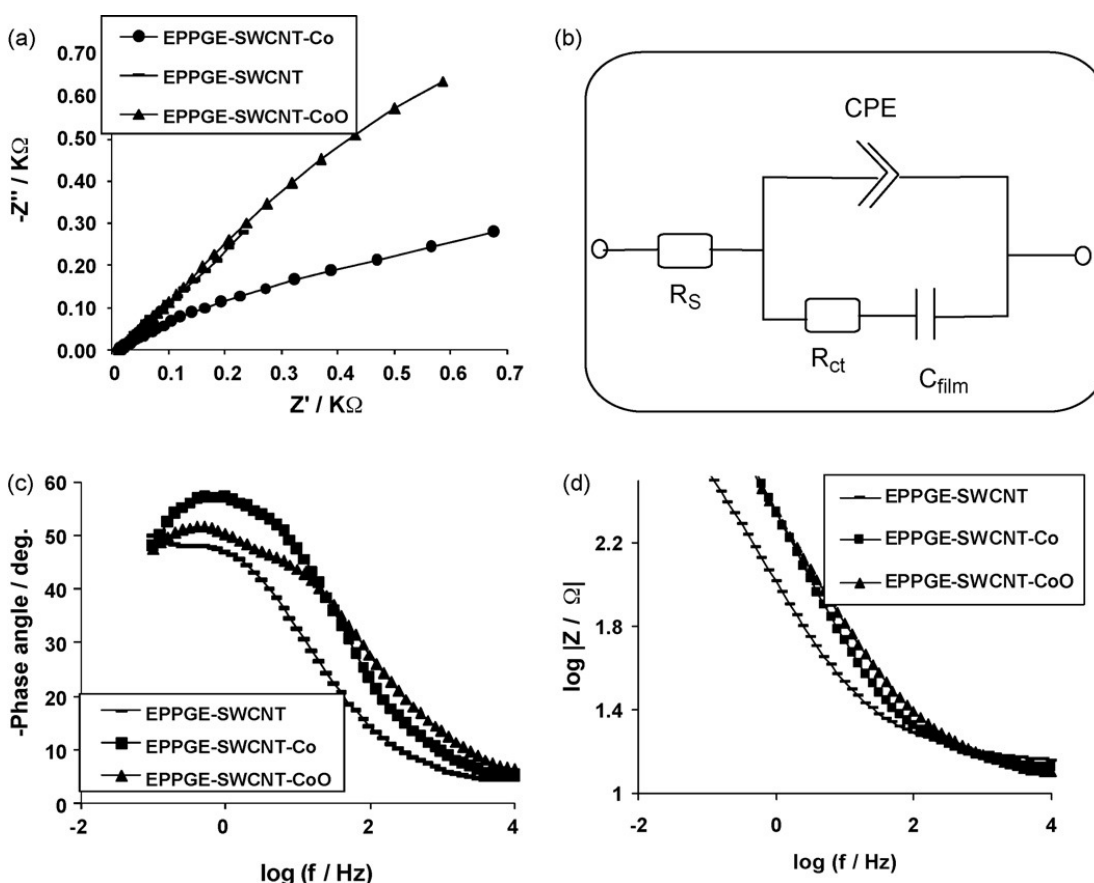 (a)
0.70
0.60
0.50
0.40
0.30
0.20
0.10
0.00
-Z'' / KΩ
EPPGE-SWCNT-Co
EPPGE-SWCNT
EPPGE-SWCNT-CoO
0 0.1 0.2 0.3 0.4 0.5 0.6 0.7
Z' / KΩ
(b)
CPE
R_S
R_ct
C_film
(c)
60
50
40
30
20
10
0
-Phase angle / deg.
EPPGE-SWCNT
EPPGE-SWCNT-Co
EPPGE-SWCNT-CoO
-2 0 2 4
log (f / Hz)
(d)
2.2
1.8
1.4
1
log |Z / Ω|
EPPGE-SWCNT
EPPGE-SWCNT-Co
EPPGE-SWCNT-CoO
-2 0 2 4
log (f / Hz)